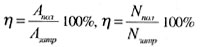 η = A_пол / A_затр 100%, η = N_пол / N_затр 100%